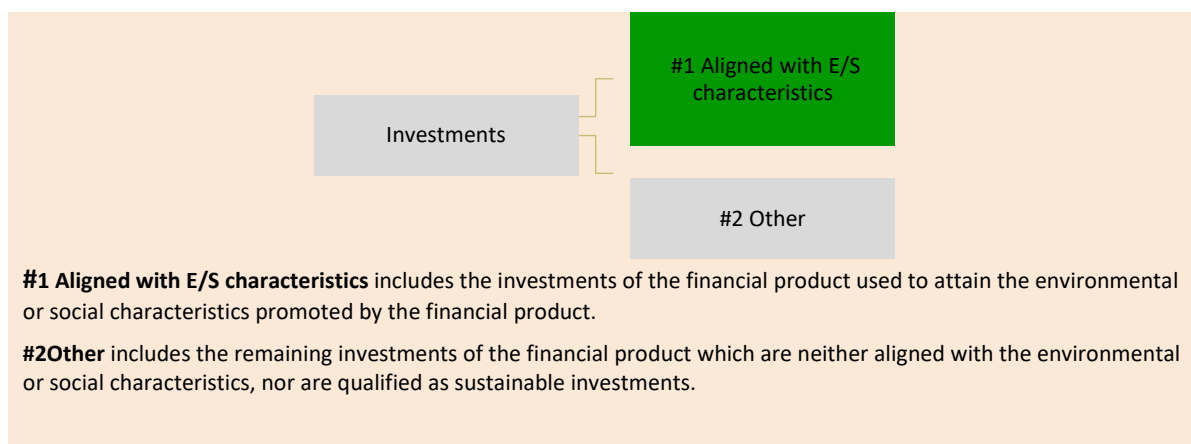 #1 Aligned with E/S
characteristics
Investments
#2 Other
#1 Aligned with E/S characteristics includes the investments of the financial product used to attain the environmental
or social characteristics promoted by the financial product.
#2Other includes the remaining investments of the financial product which are neither aligned with the environmental
or social characteristics, nor are qualified as sustainable investments.